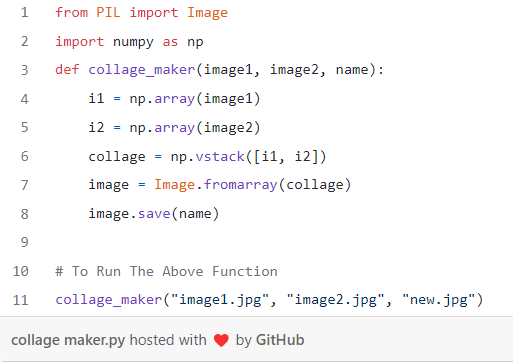 1 from PIL import Image
2 import numpy as np
3 def collage_maker(image1, image2, name):
4     i1 = np.array(image1)
5     i2 = np.array(image2)
6     collage = np.vstack([i1, i2])
7     image = Image.fromarray(collage)
8     image.save(name)
9
10 # To Run The Above Function
11 collage_maker("image1.jpg", "image2.jpg", "new.jpg")
collage maker.py hosted with ❤ by GitHub